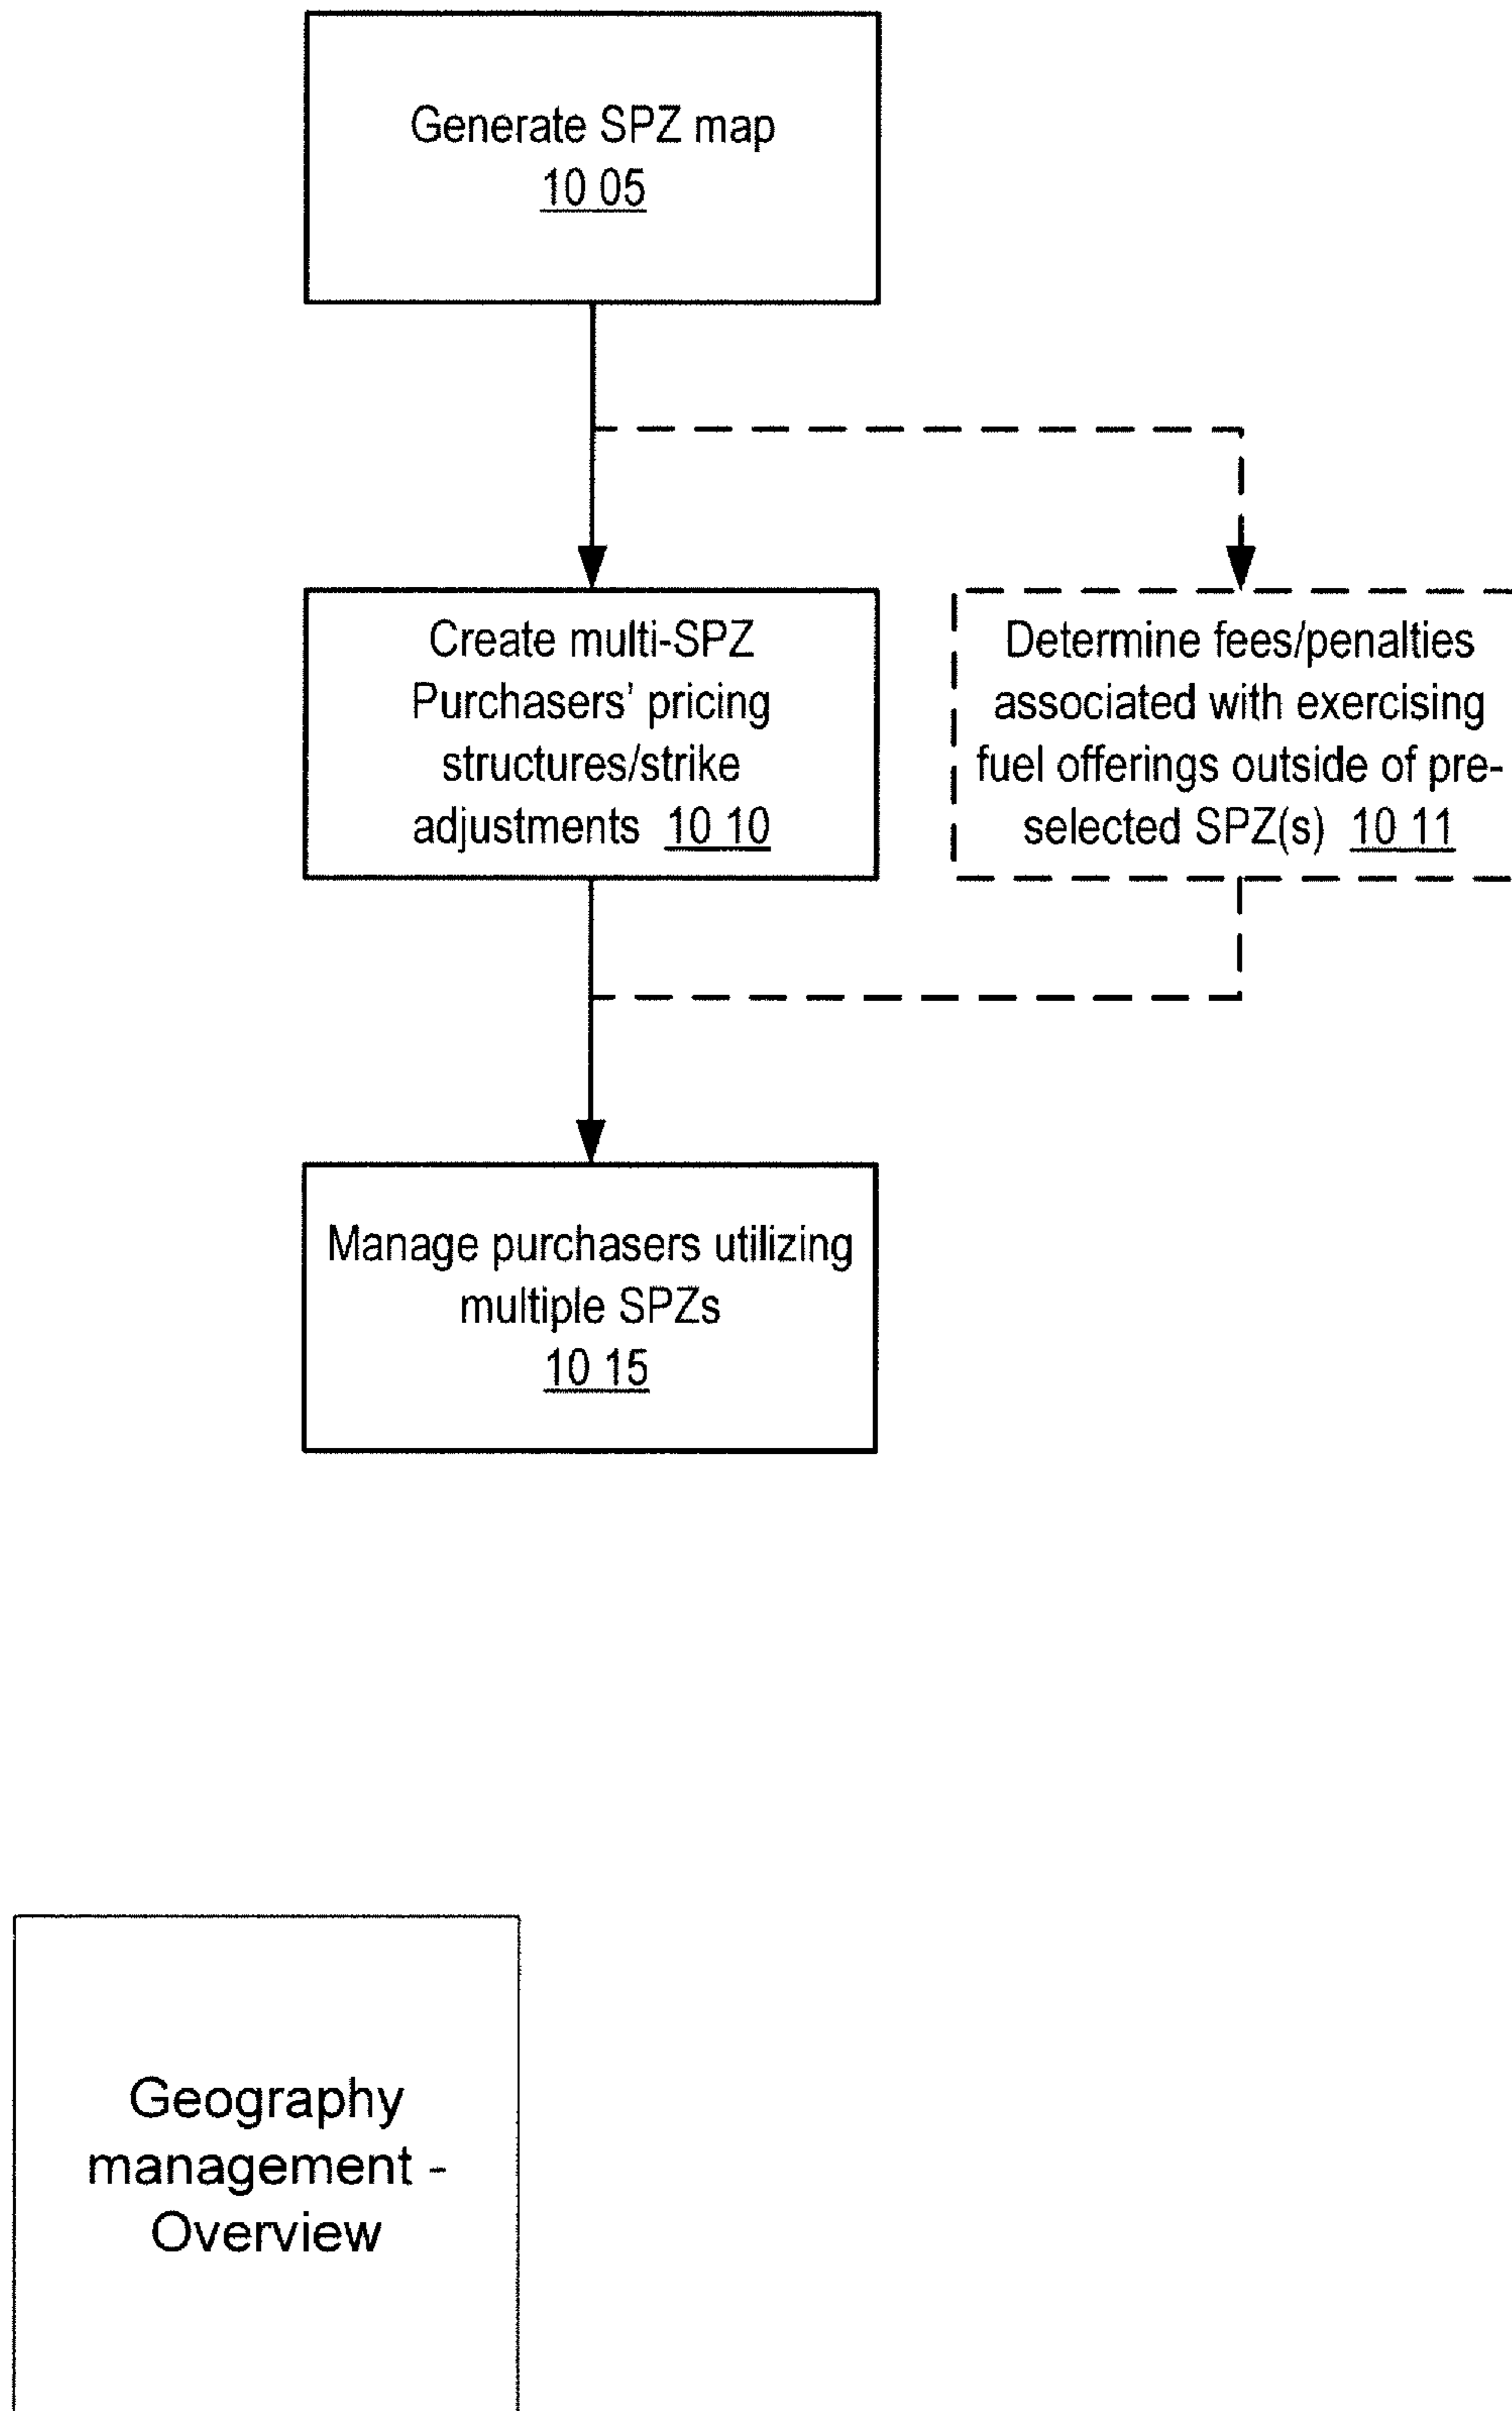 Generate SPZ map
10 05
Create multi-SPZ
Purchasers' pricing
structures/strike
adjustments 10 10
Determine fees/penalties
associated with exercising
fuel offerings outside of pre-
selected SPZ(s) 10 11
Manage purchasers utilizing
multiple SPZs
10 15
Geography
management -
Overview